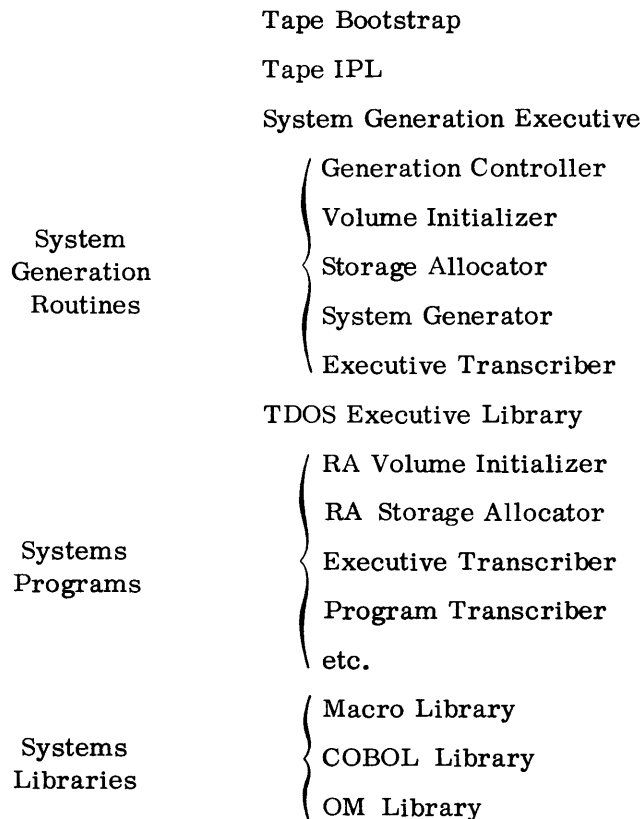 Tape Bootstrap
Tape IPL
System Generation Executive
System
Generation
Routines
Generation Controller
Volume Initializer
Storage Allocator
System Generator
Executive Transcriber
TDOS Executive Library
Systems
Programs
RA Volume Initializer
RA Storage Allocator
Executive Transcriber
Program Transcriber
etc.
Systems
Libraries
Macro Library
COBOL Library
OM Library